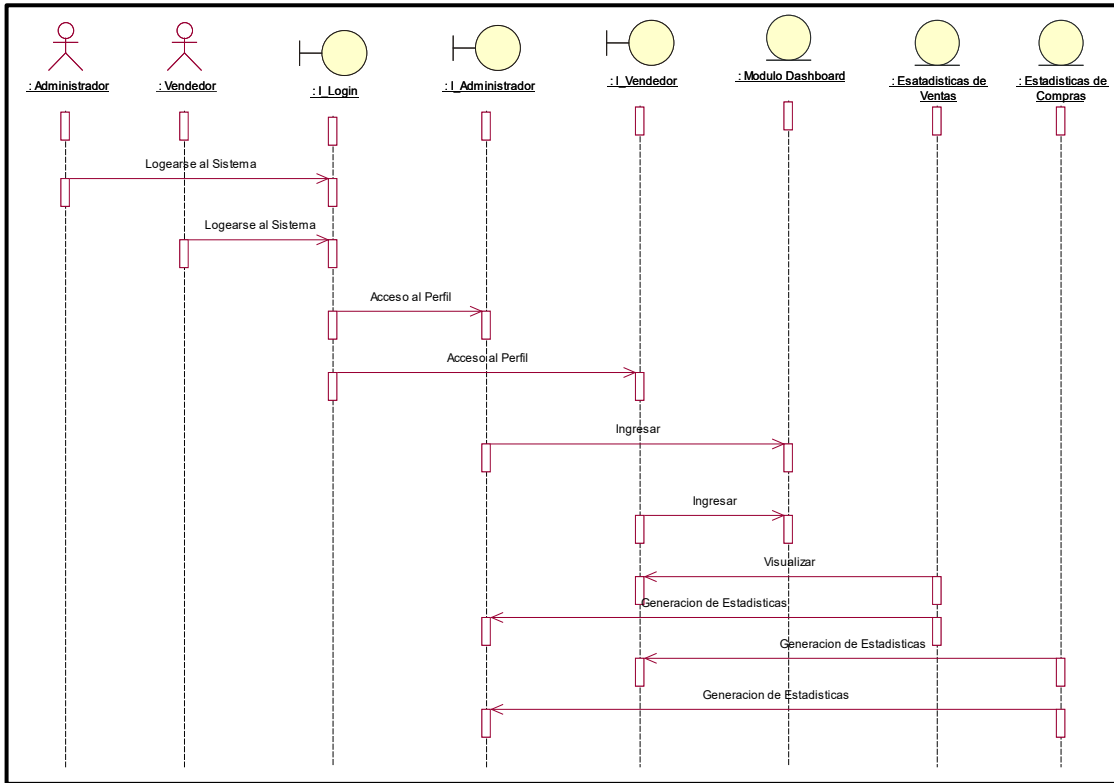 : Administrador
: Vendedor
: I_Login
: I_Administrador
: I_Vendedor
: Modulo Dashboard
: Esatadisticas de
Ventas
: Estadisticas de
Compras
Logearse al Sistema
Logearse al Sistema
Acceso al Perfil
Acceso al Perfil
Ingresar
Ingresar
Visualizar
Generacion de Estadisticas
Generacion de Estadisticas
Generacion de Estadisticas